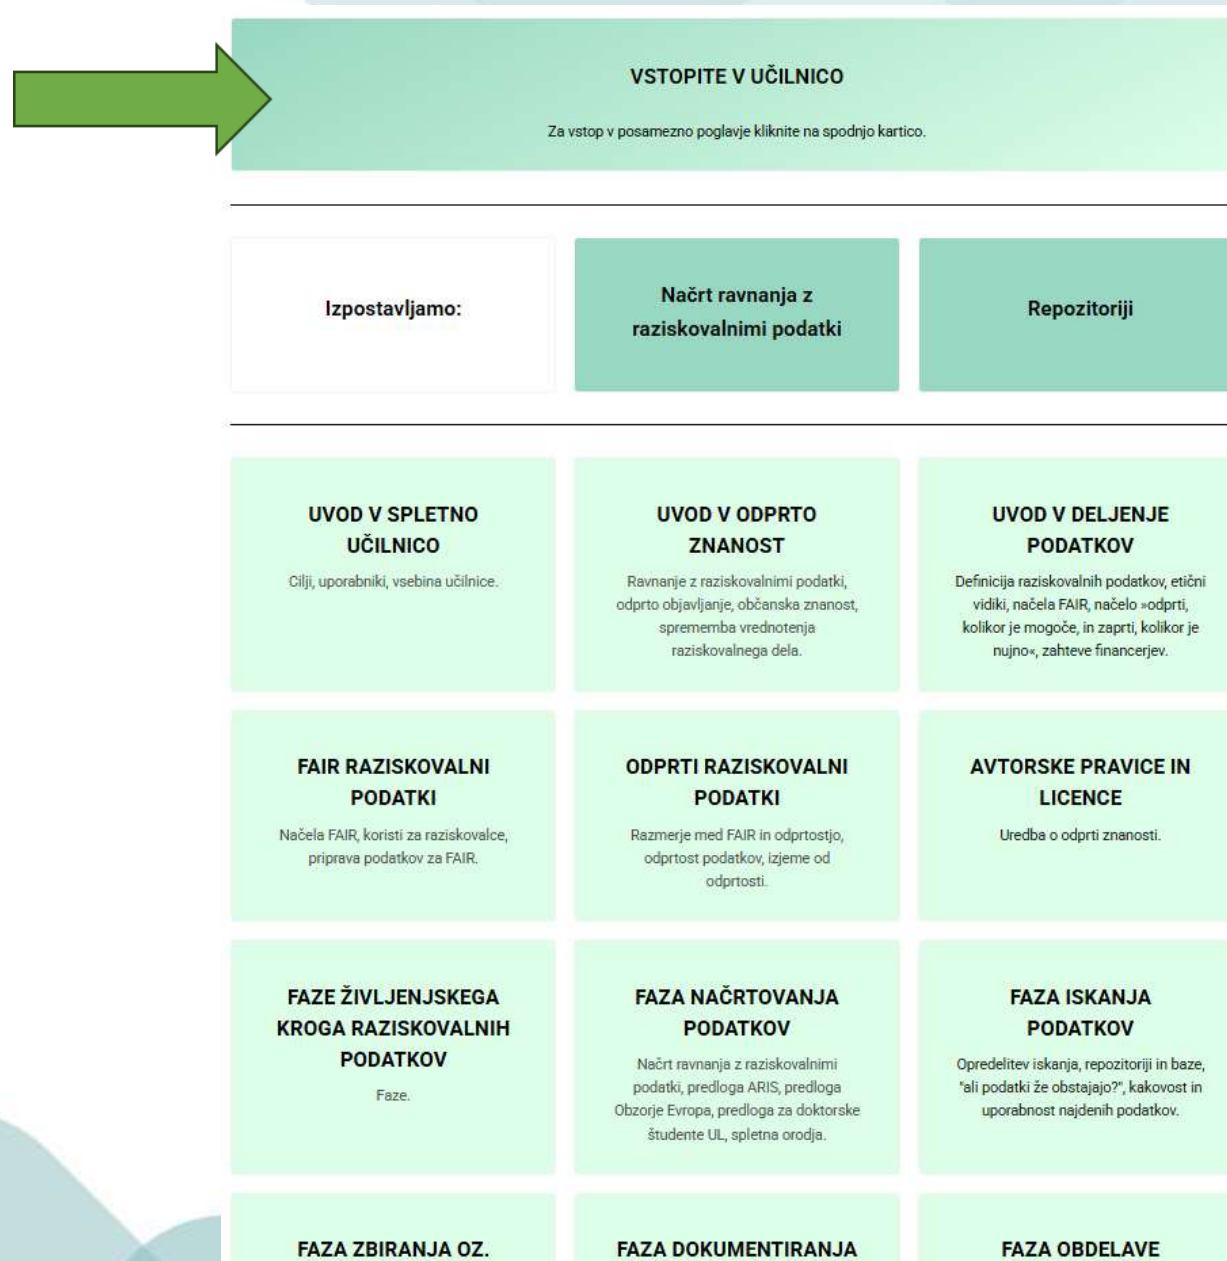 VSTOPITE V UČILNICO
Za vstop v posamezno poglavje kliknite na spodnjo kartico.
Izpostavljamo:
Načrt ravnanja z
raziskovalnimi podatki
Repozitoriji
UVOD V SPLETNO
UČILNICO
Cilji, uporabniki, vsebina učilnice.
UVOD V ODPRTO
ZNANOST
Ravnanje z raziskovalnimi podatki,
odprto objavljanje, občanska znanost,
sprememba vrednotenja
raziskovalnega dela.
UVOD V DELJENJE
PODATKOV
Definicija raziskovalnih podatkov, etični
vidiki, načela FAIR, načelo »odprti,
kolikor je mogoče, in zaprti, kolikor je
nujno«, zahteve financerjev.
FAIR RAZISKOVALNI
PODATKI
Načela FAIR, koristi za raziskovalce,
priprava podatkov za FAIR.
ODPRTI RAZISKOVALNI
PODATKI
Razmerje med FAIR in odprtostjo,
odprtost podatkov, izjeme od
odprtosti.
AVTORSKE PRAVICE IN
LICENCE
Uredba o odprti znanosti.
FAZE ŽIVLJENJSKEGA
KROGA RAZISKOVALNIH
PODATKOV
Faze.
FAZA NAČRTOVANJA
PODATKOV
Načrt ravnanja z raziskovalnimi
podatki, predloga ARIS, predloga
Obzorje Evropa, predloga za doktorske
študente UL, spletna orodja.
FAZA ISKANJA
PODATKOV
Opredelitev iskanja, repozitoriji in baze,
"ali podatki že obstajajo?", kakovost in
uporabnost najdenih podatkov.
FAZA ZBIRANJA OZ.
FAZA DOKUMENTIRANJA
FAZA OBDELAVE